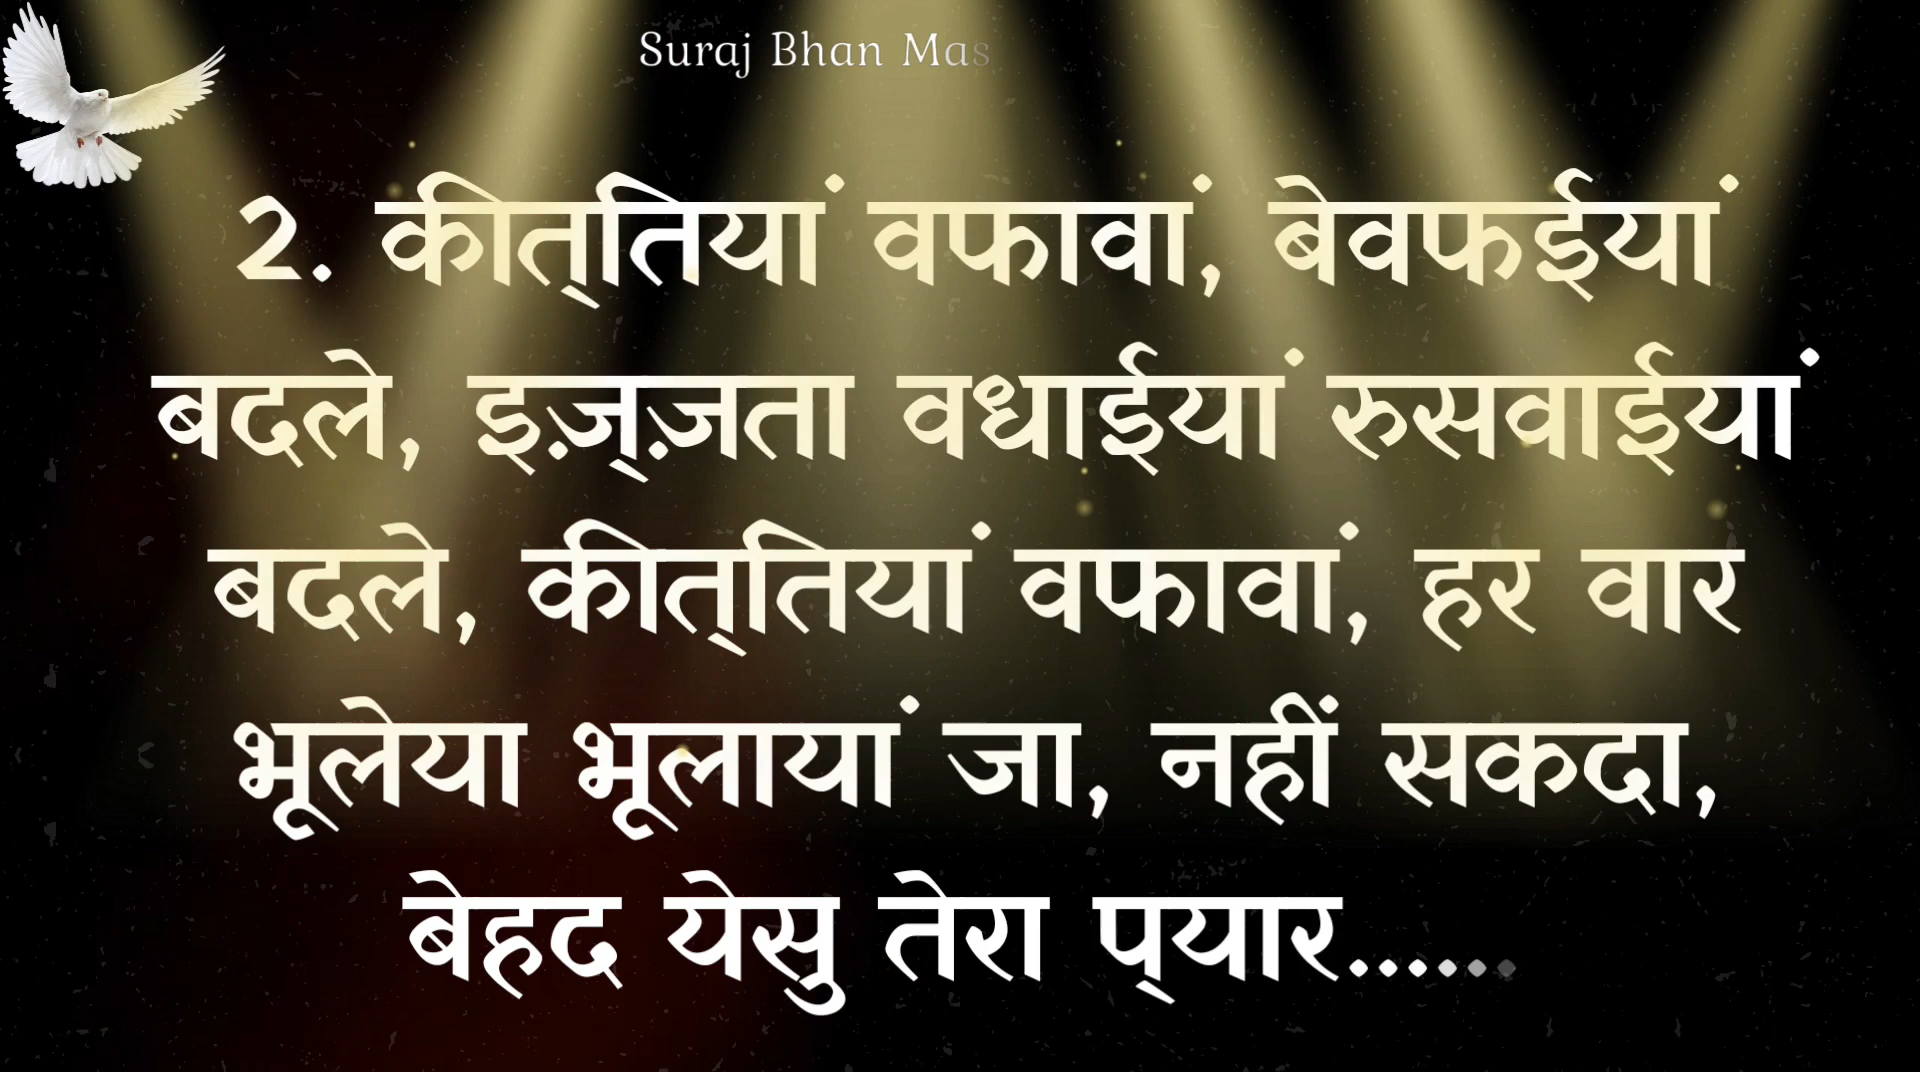 Suraj Bhan Mas
2. कीत्‌तियां वफावां, बेवफईयां
बदले, इज़्‌ज़ता वधाईयां रुसवाईयां
बदले, कीत्‌तियां वफावां, हर वार
भूलेया भूलायां जा, नहीं सकदा,
बेहद येसु तेरा प्‌यार......